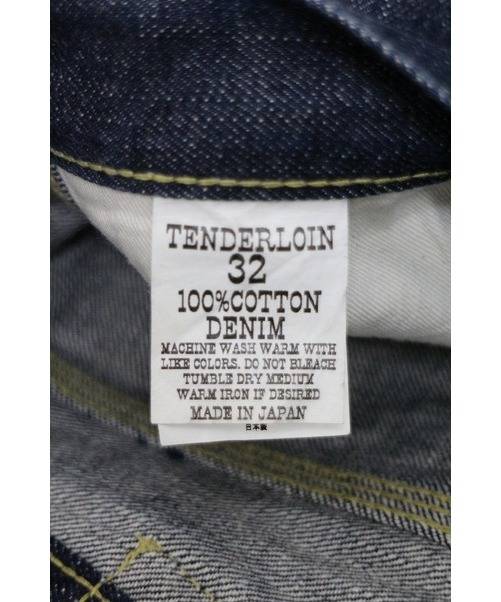 TENDERLOIN
32
100%COTTON
DENIM
MACHINE WASH WARM WITH
LIKE COLORS. DO NOT BLEACH
TUMBLE DRY MEDIUM
WARM IRON IF DESIRED
MADE IN JAPAN
日本製